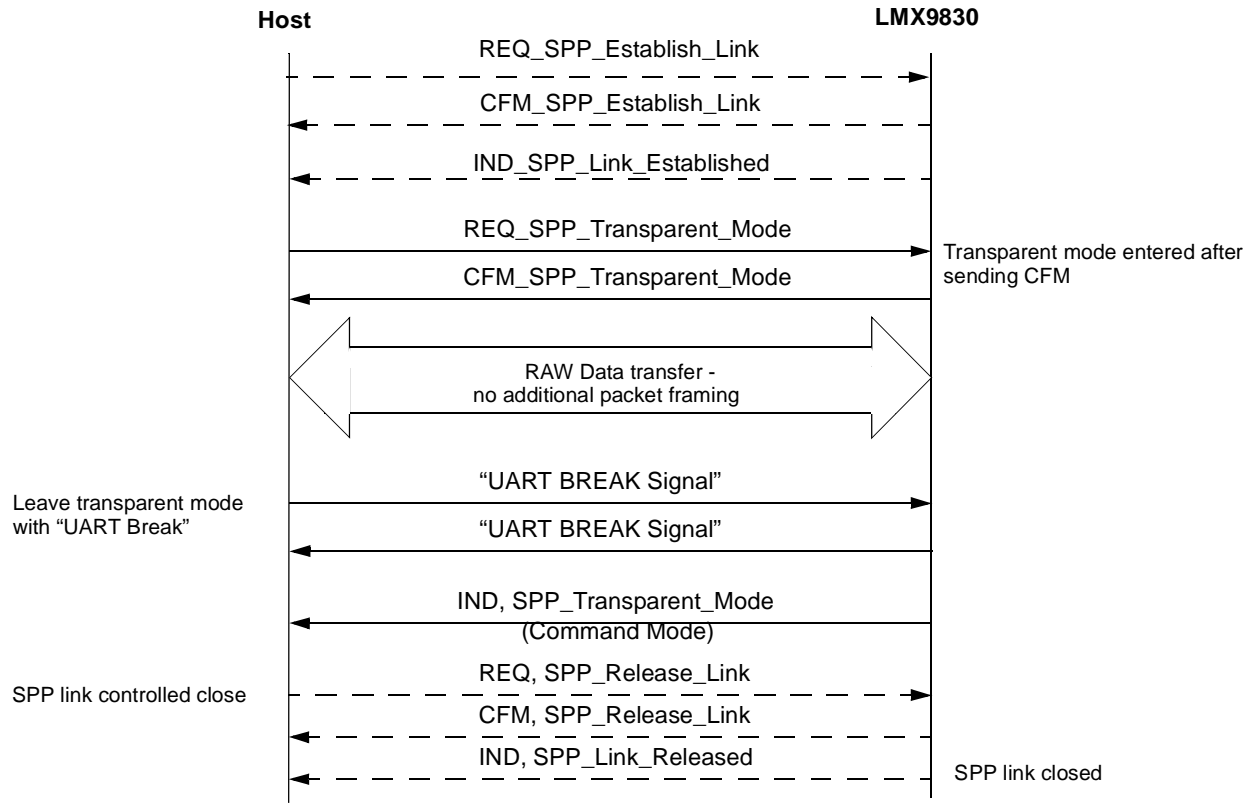 Host
LMX9830
REQ_SPP_Establish_Link
CFM_SPP_Establish_Link
IND_SPP_Link_Established
REQ_SPP_Transparent_Mode
Transparent mode entered after
sending CFM
CFM_SPP_Transparent_Mode
RAW Data transfer -
no additional packet framing
“UART BREAK Signal”
Leave transparent mode
with “UART Break”
“UART BREAK Signal”
IND, SPP_Transparent_Mode
(Command Mode)
REQ, SPP_Release_Link
SPP link controlled close
CFM, SPP_Release_Link
IND, SPP_Link_Released
SPP link closed